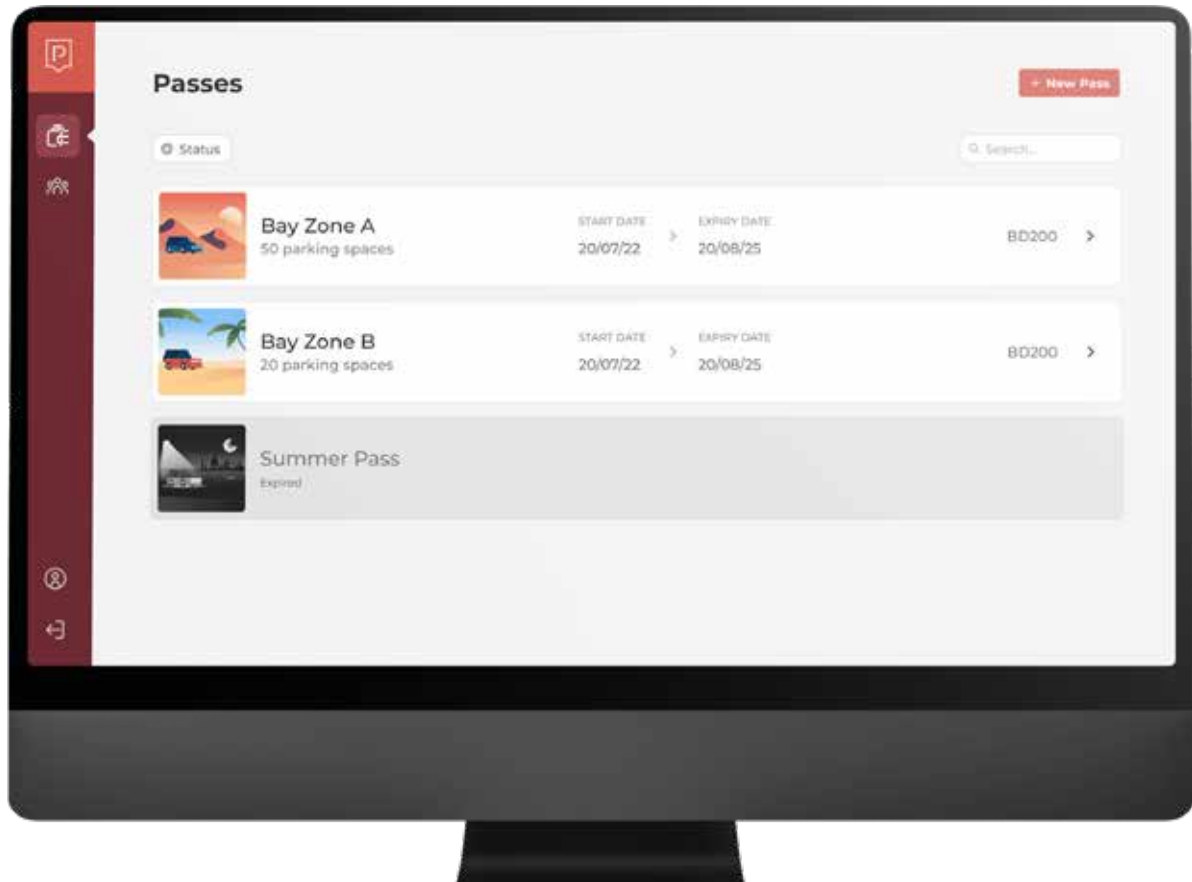 P
Passes
+ New Pass
Status
Search...
Bay Zone A
50 parking spaces
START DATE
20/07/22
EXPIRY DATE
20/08/25
BD200
Bay Zone B
20 parking spaces
START DATE
20/07/22
EXPIRY DATE
20/08/25
BD200
Summer Pass
Expired